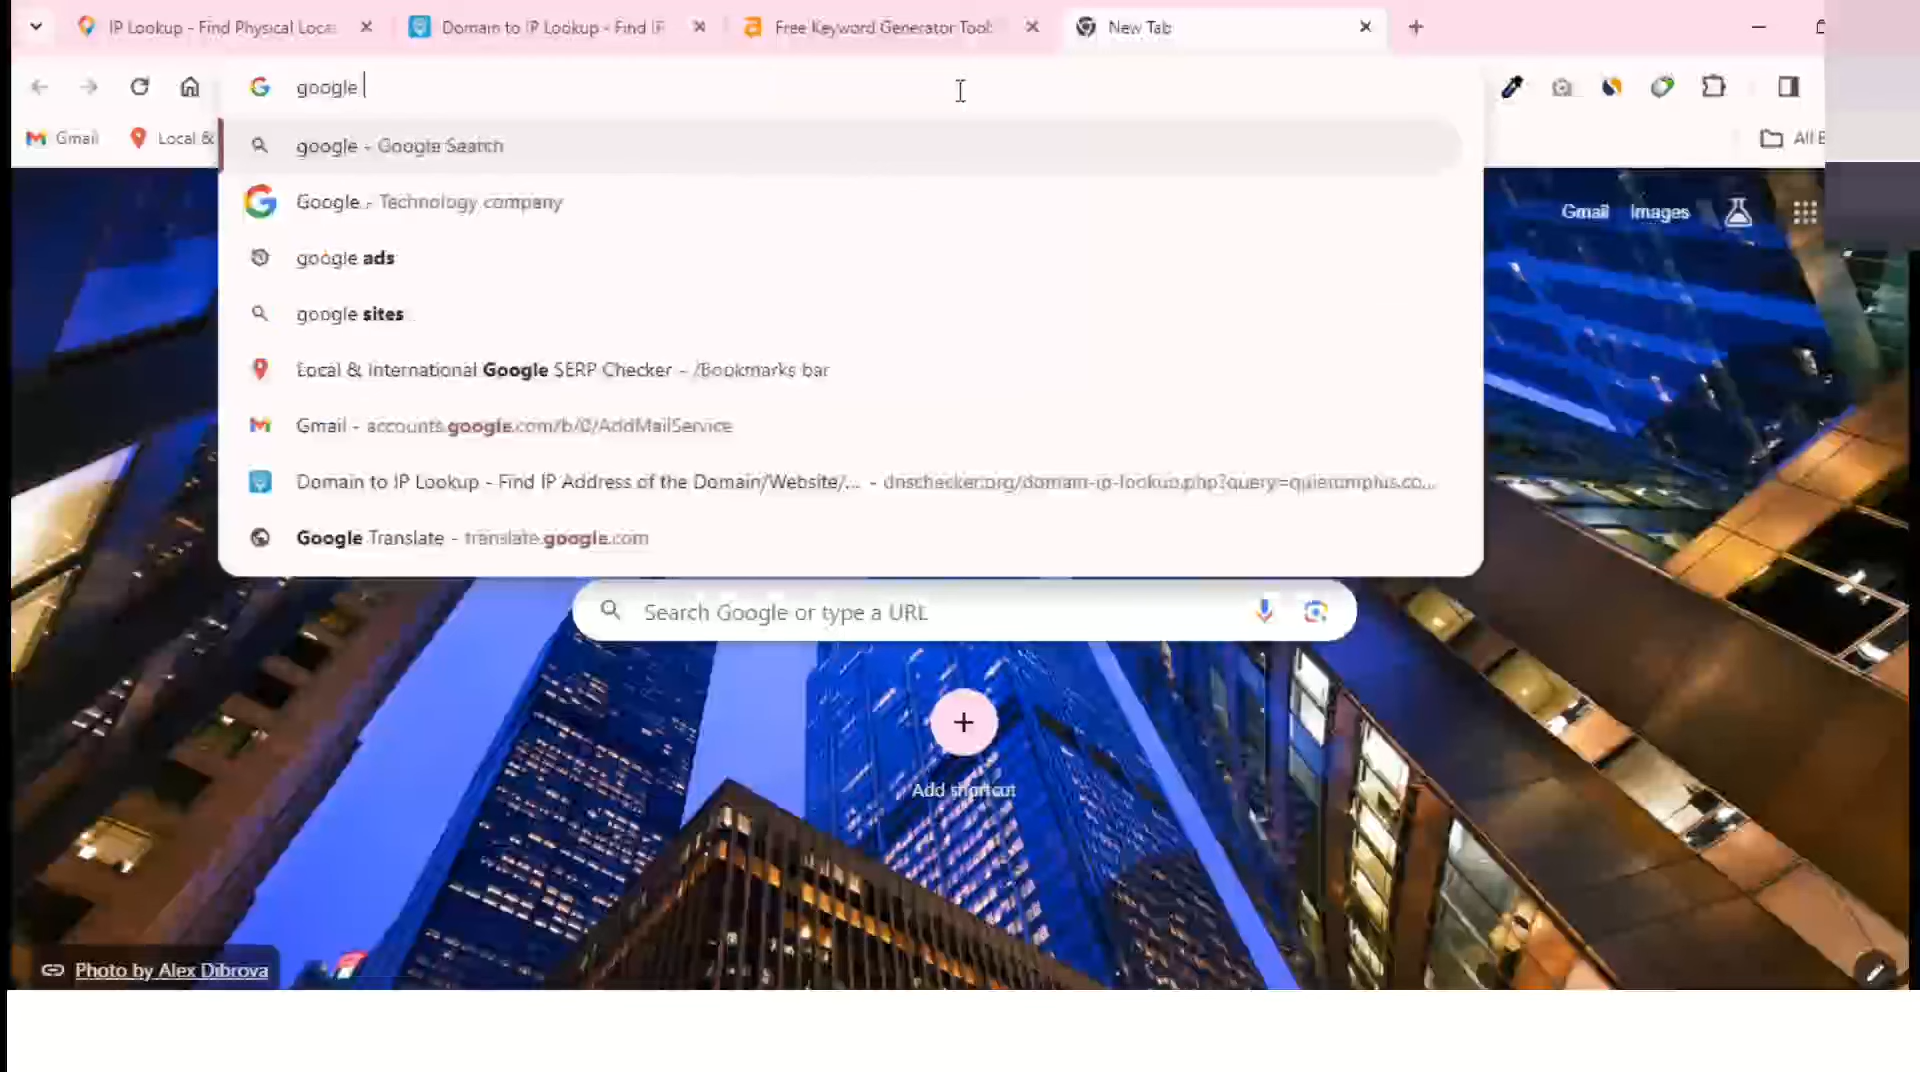 IP Lookup - Find Physical Loca
Domain to IP Lookup - Find IP
Free Keyword Generator Tool:
New Tab
google
Gmail
Local &
All B
google - Google Search
Google - Technology company
google ads
google sites
Local & International Google SERP Checker - /Bookmarks bar
Gmail - accounts.google.com/b/0/AddMailService
Domain to IP Lookup - Find IP Address of the Domain/Website/... - dnschecker.org/domain-ip-lookup.php?query=quietumplus.co...
Google Translate - translate.google.com
Gmail
Images
Search Google or type a URL
Add shortcut
Photo by Alex Dibrova